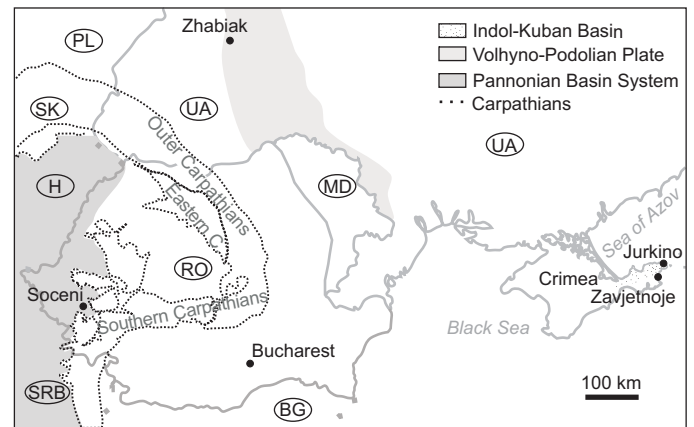 Zhabiak
PL
Indol-Kuban Basin
Volhyno-Podolian Plate
Pannonian Basin System
Carpathians
SK
UA
Outer Carpathians
UA
H
Eastern C.
MD
RO
Sea of Azov
Jurkino
Crimea
Zavjetnoje
Soceni
Southern Carpathians
Black Sea
Bucharest
100 km
SRB
BG